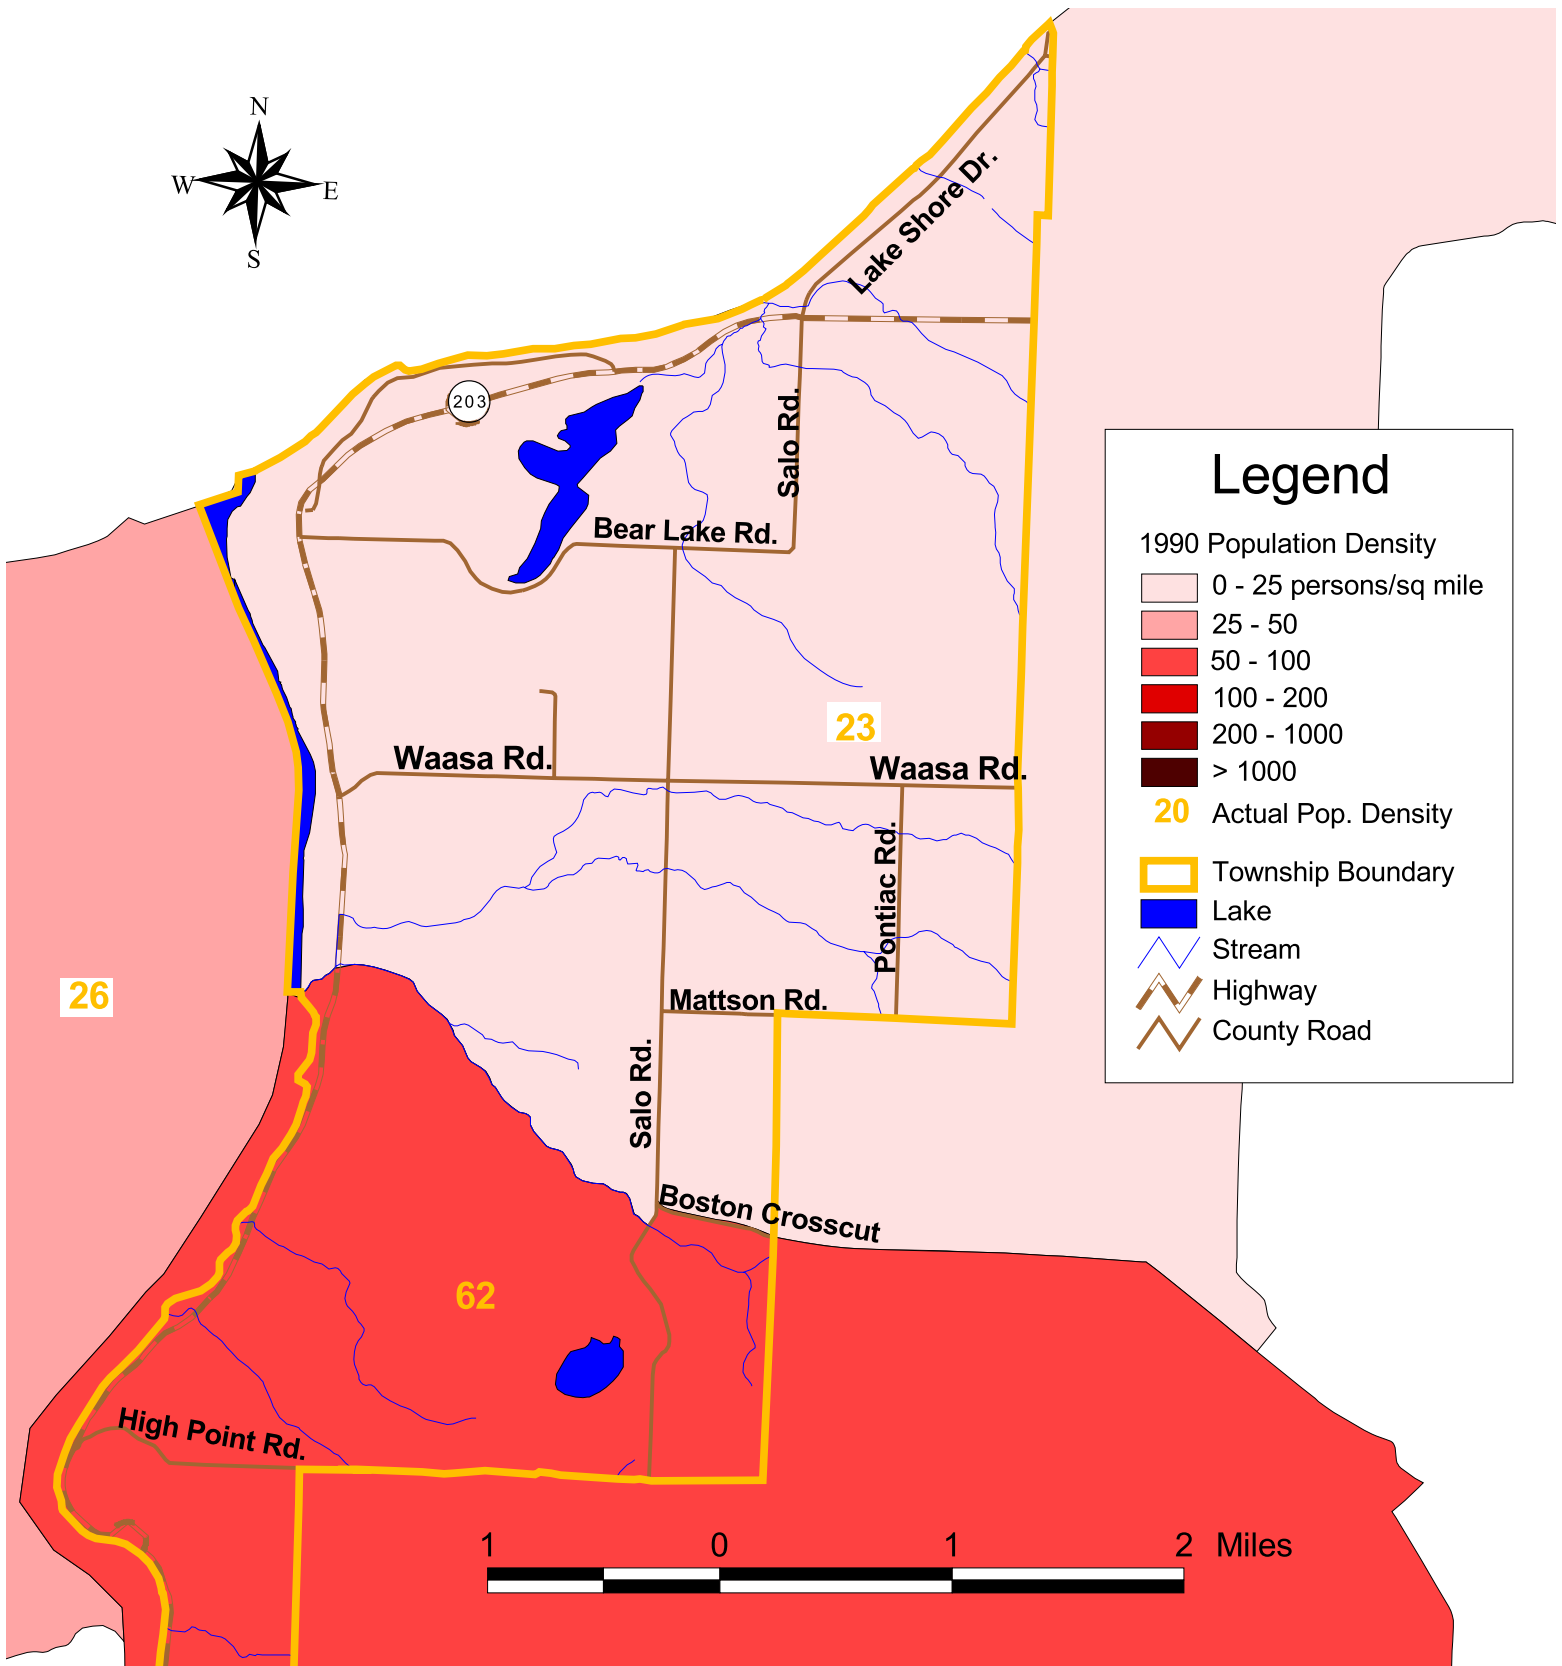 N
W
E
S
Lake Shore Dr.
203
Salo Rd.
Bear Lake Rd.
Legend
1990 Population Density
0 - 25 persons/sq mile
25 - 50
50 - 100
100 - 200
200 - 1000
> 1000
20 Actual Pop. Density
Township Boundary
Lake
Stream
Highway
County Road
23
Waasa Rd.
Waasa Rd.
Pontiac Rd.
26
Mattson Rd.
Salo Rd.
Boston Crosscut
62
High Point Rd.
1 0 1 2 Miles